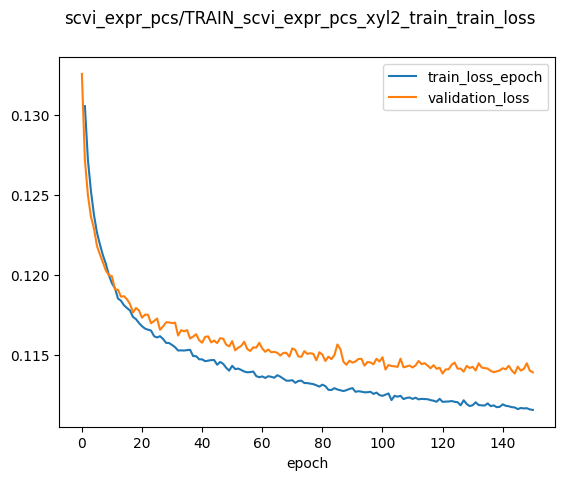 scvi_expr_pcs/TRAIN_scvi_expr_pcs_xyl2_train_train_loss
train_loss_epoch
validation_loss
0.130
0.125
0.120
0.115
0 20 40 60 80 100 120 140
epoch